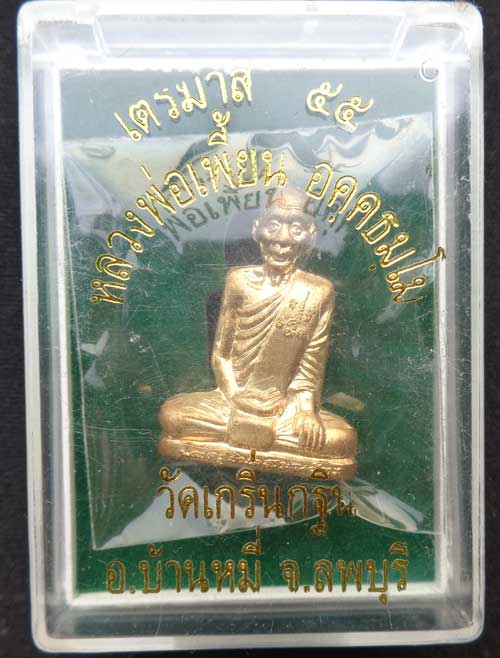 เตรมาส ๕๕
หลวงพ่อเพี้ยน อคฺคธมฺโม
วัดเกริ่นกฐิน
อ.บ้านหมี่ จ.ลพบุรี